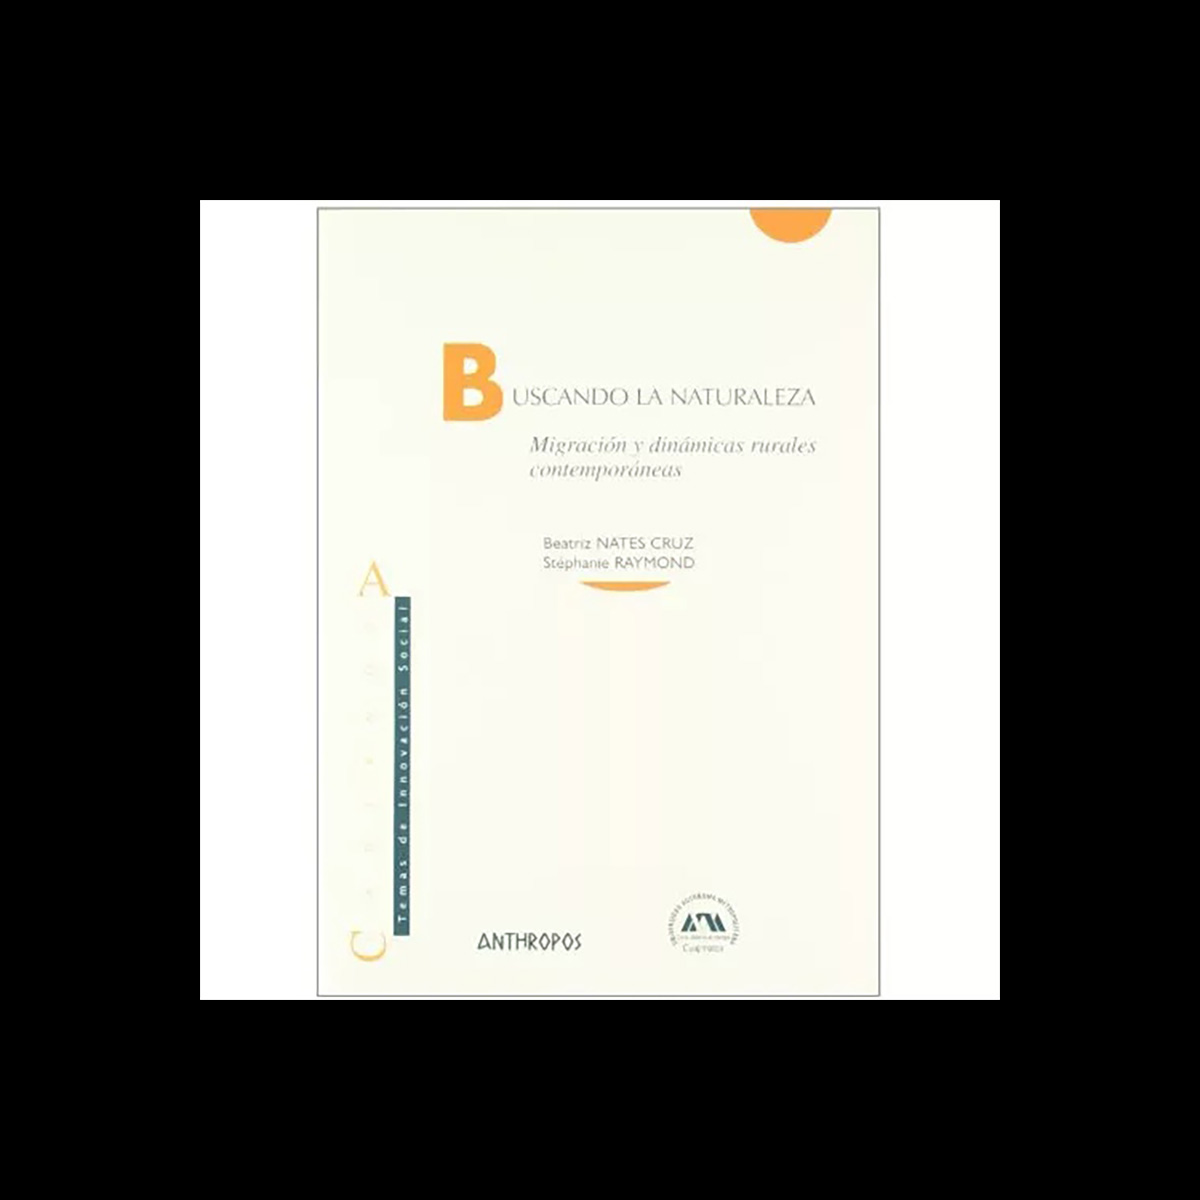 BUSCANDO LA NATURALEZA
Migración y dinámicas rurales
contemporáneas
Beatriz NATES CRUZ
Stéphanie RAYMOND
A
Temas de Innovación Social
C
ANTHROPOS